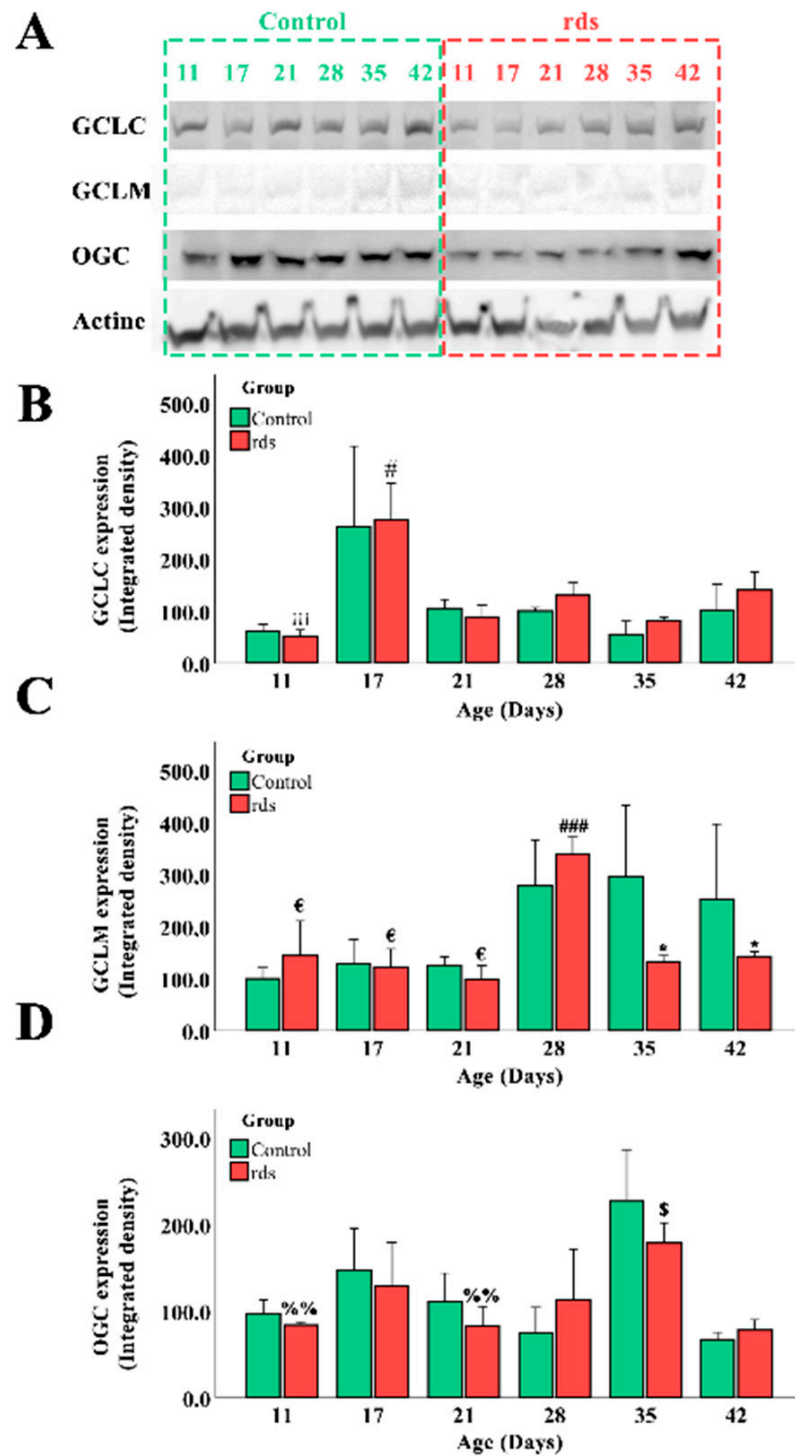 A
Control rds
11 17 21 28 35 42 11 17 21 28 35 42
GCLC
GCLM
OGC
Actine
B
Group
Control
rds
GCLC expression
(Integrated density)
500.0
400.0
300.0
200.0
100.0
0.0
¡¡¡
#
11 17 21 28 35 42
Age (Days)
C
Group
Control
rds
GCLM expression
(Integrated density)
500.0
400.0
300.0
200.0
100.0
0.0
€
€
€
###
*
*
11 17 21 28 35 42
Age (Days)
D
Group
Control
rds
OGC expression
(Integrated density)
300.0
200.0
100.0
0.0
%%
%%
$
11 17 21 28 35 42
Age (Days)